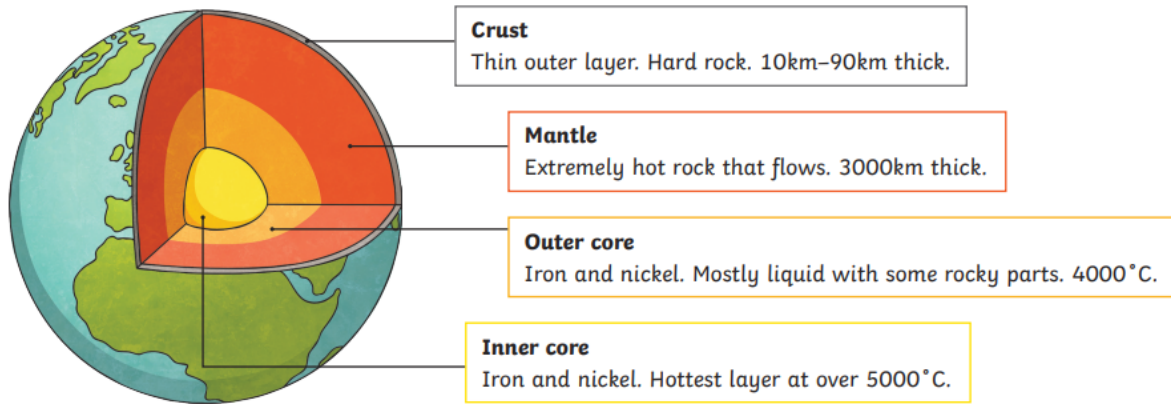 Crust
Thin outer layer. Hard rock. 10km–90km thick.
Mantle
Extremely hot rock that flows. 3000km thick.
Outer core
Iron and nickel. Mostly liquid with some rocky parts. 4000˚C.
Inner core
Iron and nickel. Hottest layer at over 5000˚C.